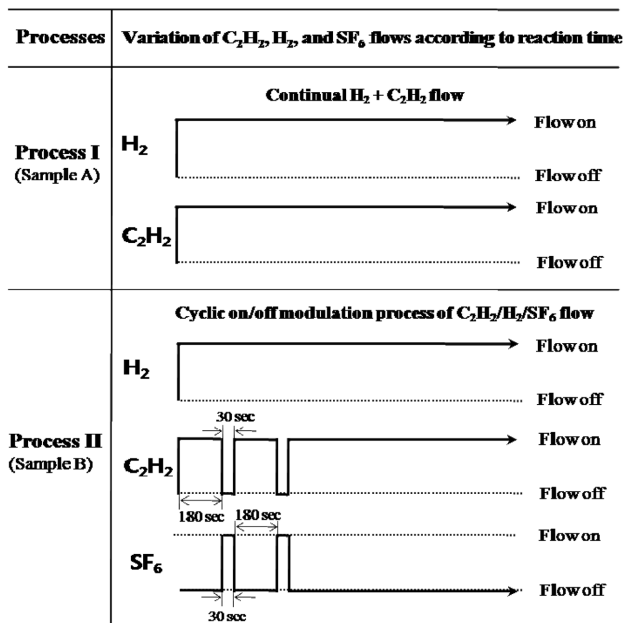 Processes Variation of C₂H₂, H₂, and SF₆ flows according to reaction time
Continual H₂ + C₂H₂ flow
Flow on
H₂
Process I
(Sample A)
Flow off
Flow on
C₂H₂
Flow off
Cyclic on/off modulation process of C₂H₂/H₂/SF₆ flow
Flow on
H₂
Flow off
30 sec
Process II
(Sample B)
Flow on
C₂H₂
Flow off
180 sec 180 sec
Flow on
SF₆
Flow off
30 sec